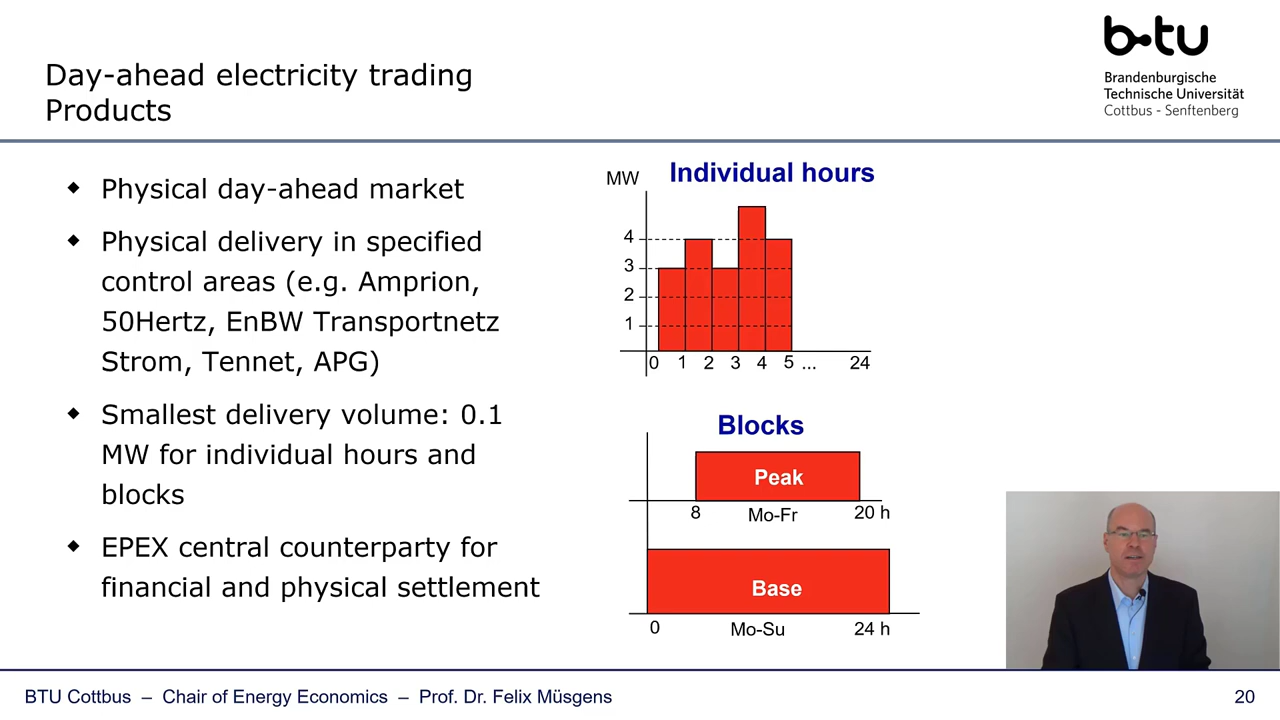 Day-ahead electricity trading
Products
b-tu
Brandenburgische
Technische Universität
Cottbus - Senftenberg
Physical day-ahead market
Physical delivery in specified
control areas (e.g. Amprion,
50Hertz, EnBW Transportnetz
Strom, Tennet, APG)
Smallest delivery volume: 0.1
MW for individual hours and
blocks
EPEX central counterparty for
financial and physical settlement
MW
Individual hours
4
3
2
1
0 1 2 3 4 5 ... 24
Blocks
Peak
8 Mo-Fr 20 h
Base
0 Mo-Su 24 h
BTU Cottbus – Chair of Energy Economics – Prof. Dr. Felix Müsgens
20